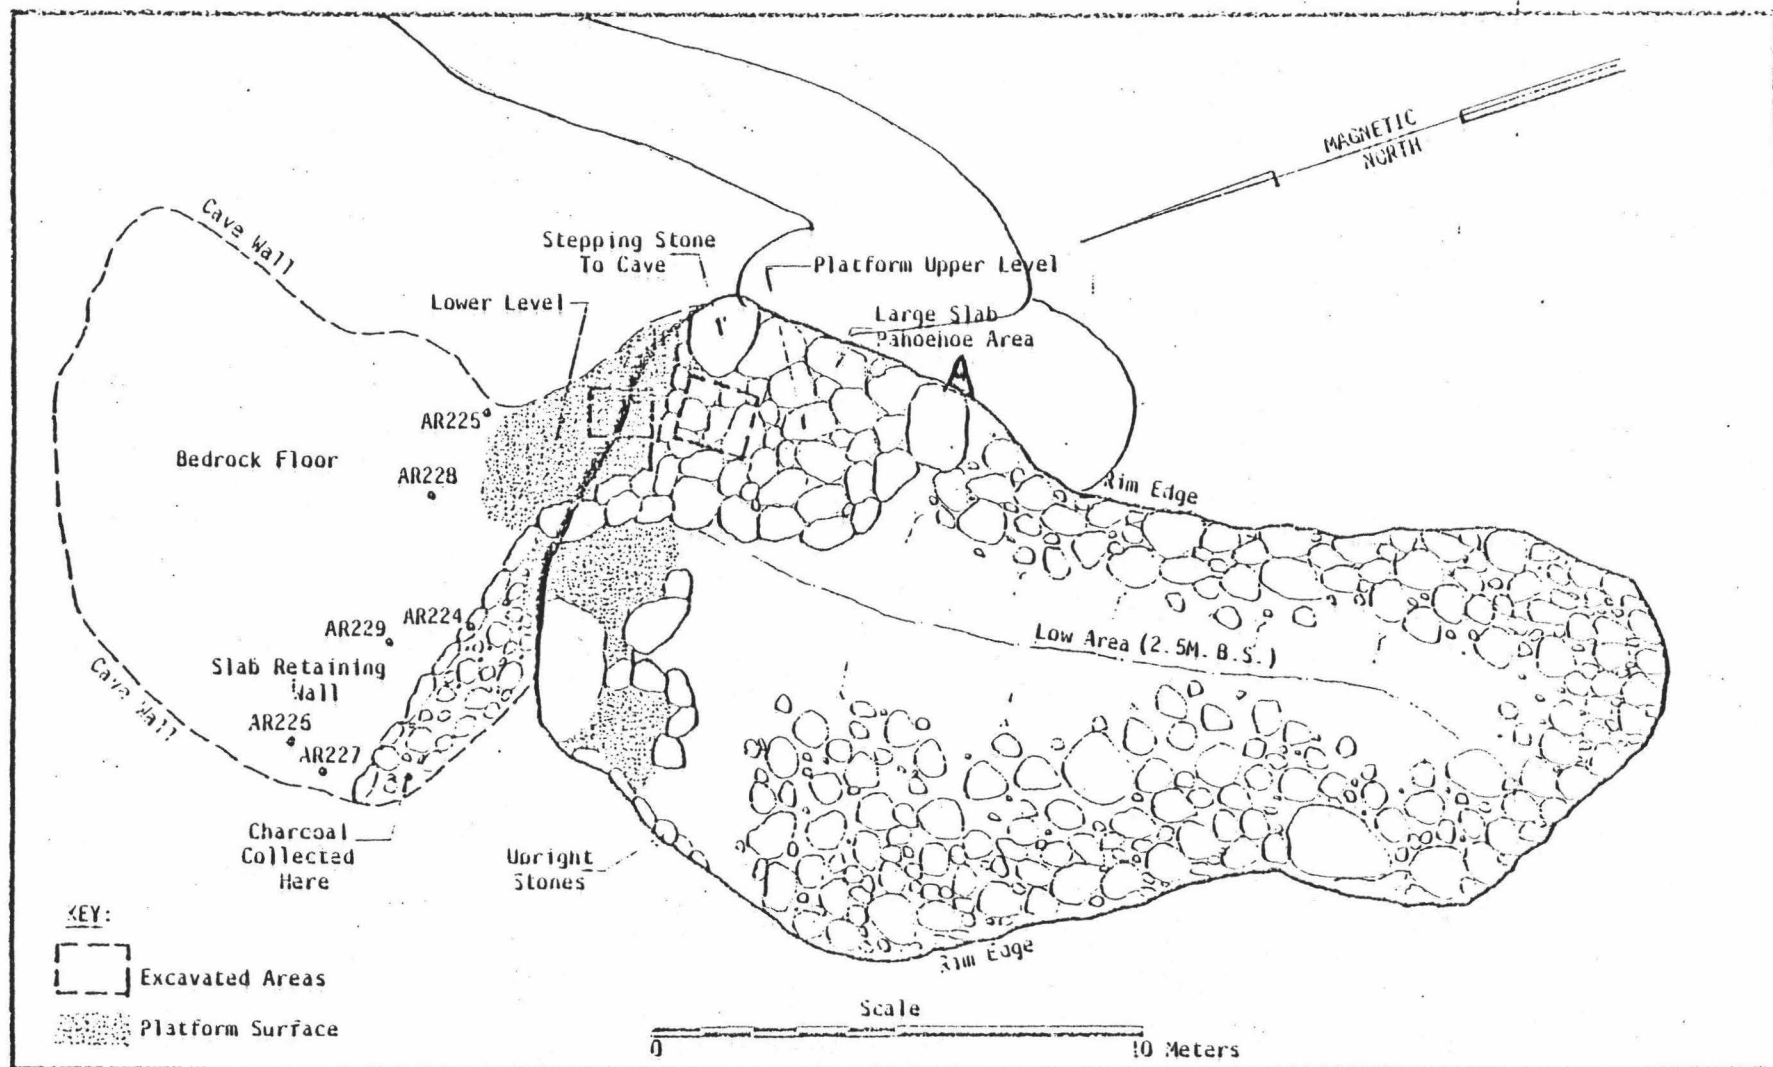 MAGNETIC
NORTH
Cave Wall
Stepping Stone
To Cave
Platform Upper Level
Lower Level
Large Slab
Pahoehoe Area
A
AR225
Bedrock Floor
AR228
Rim Edge
AR229
AR224
Low Area (2.5M. B.S.)
Slab Retaining
Wall
Cave Wall
AR226
AR227
Charcoal
Collected
Here
Upright
Stones
Rim Edge
KEY:
Excavated Areas
Platform Surface
Scale
0
10 Meters